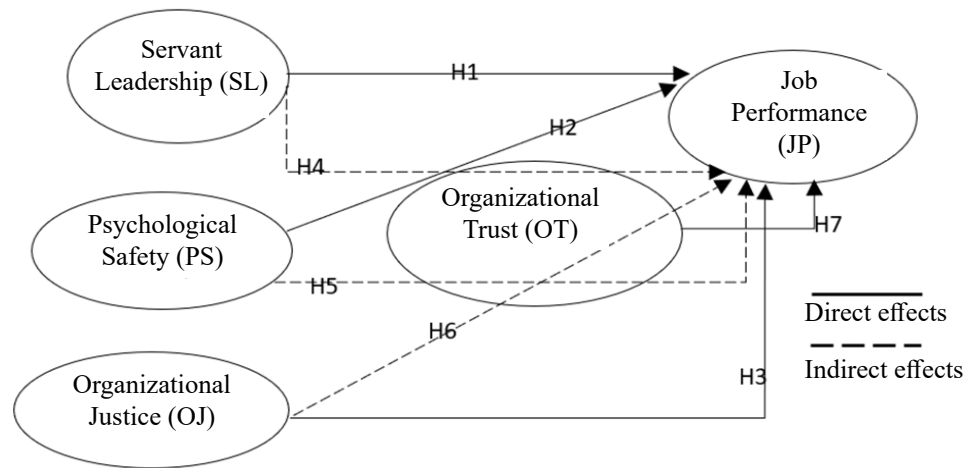 Servant
Leadership (SL)
H1
Job
Performance
(JP)
H2
H4
Organizational
Trust (OT)
Psychological
Safety (PS)
H7
H5
Direct effects
H6
Indirect effects
H3
Organizational
Justice (OJ)